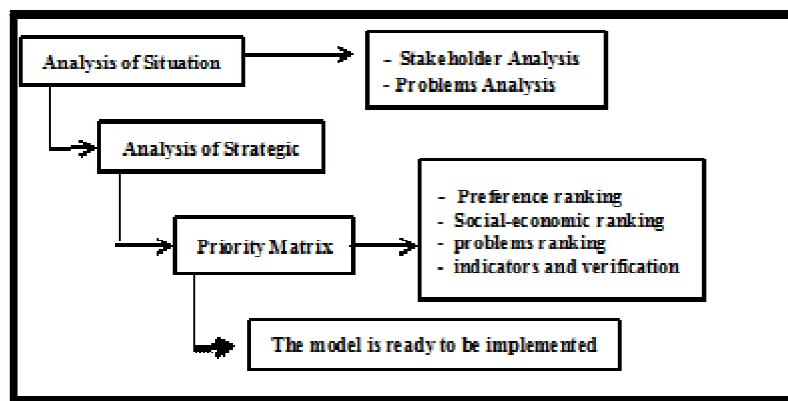 Analysis of Situation
- Stakeholder Analysis
- Problems Analysis
Analysis of Strategic
- Preference ranking
- Social-economic ranking
- problems ranking
- indicators and verification
Priority Matrix
The model is ready to be implemented